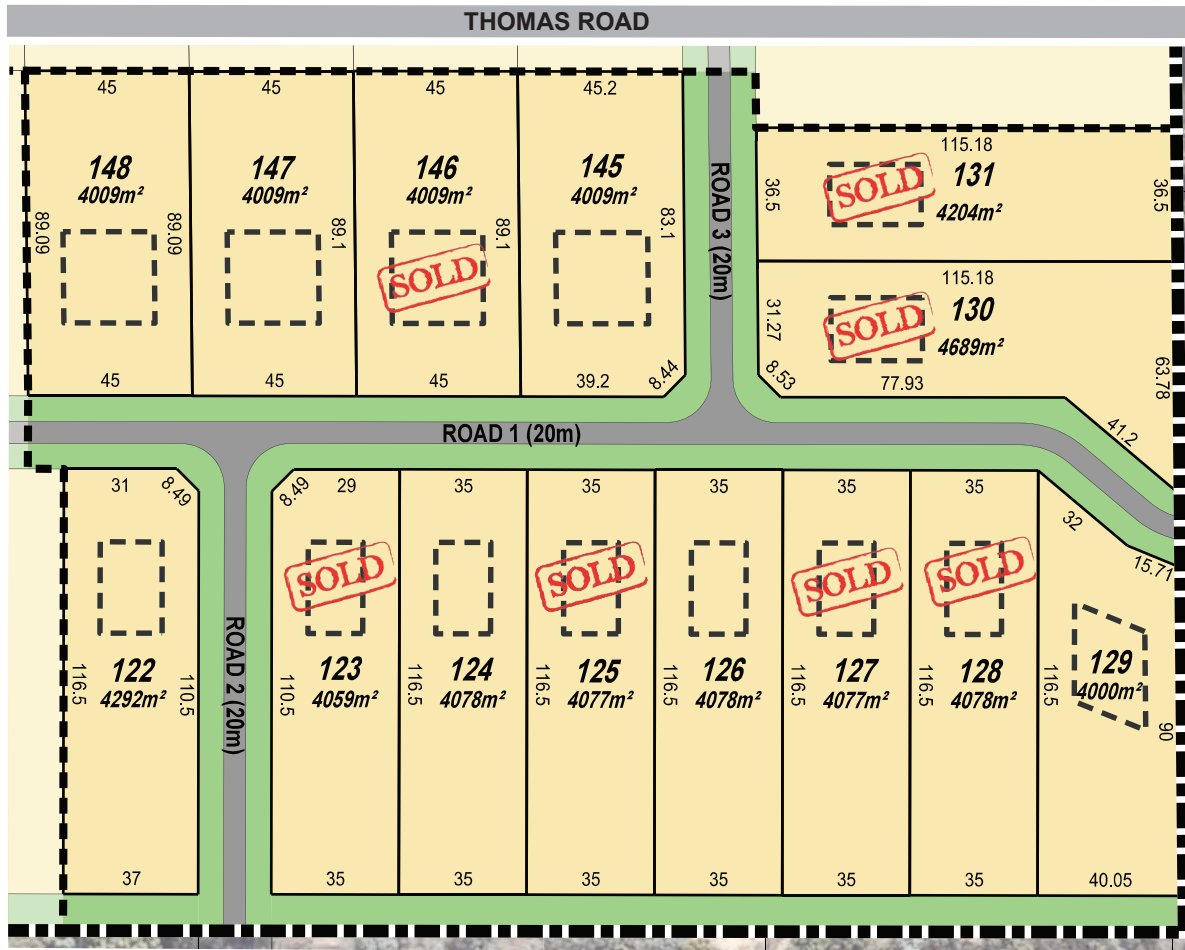 THOMAS ROAD
45
45
45
45.2
148
4009m²
147
4009m²
146
4009m²
145
4009m²
89.09
89.09
89.1
89.1
83.1
SOLD
45
45
45
39.2
8.44
ROAD 3 (20m)
115.18
131
4204m²
SOLD
36.5
36.5
115.18
130
4689m²
SOLD
31.27
8.53
77.93
63.78
41.2
ROAD 1 (20m)
31
8.49
122
4292m²
116.5
110.5
37
ROAD 2 (20m)
8.49
29
SOLD
123
4059m²
110.5
35
35
124
4078m²
116.5
35
35
SOLD
125
4077m²
116.5
35
35
126
4078m²
116.5
35
35
SOLD
127
4077m²
116.5
35
35
SOLD
128
4078m²
116.5
35
32
15.71
129
4000m²
116.5
90
40.05